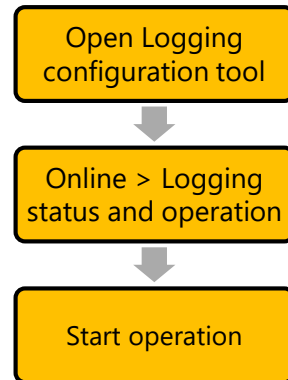 Open Logging
configuration tool
Online > Logging
status and operation
Start operation